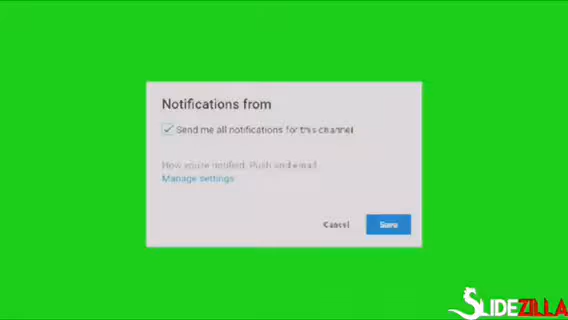 Notifications from
Send me all notifications for this channel
How you're notified: Push and email
Manage settings
Cancel
Save
SLIDEZILLA